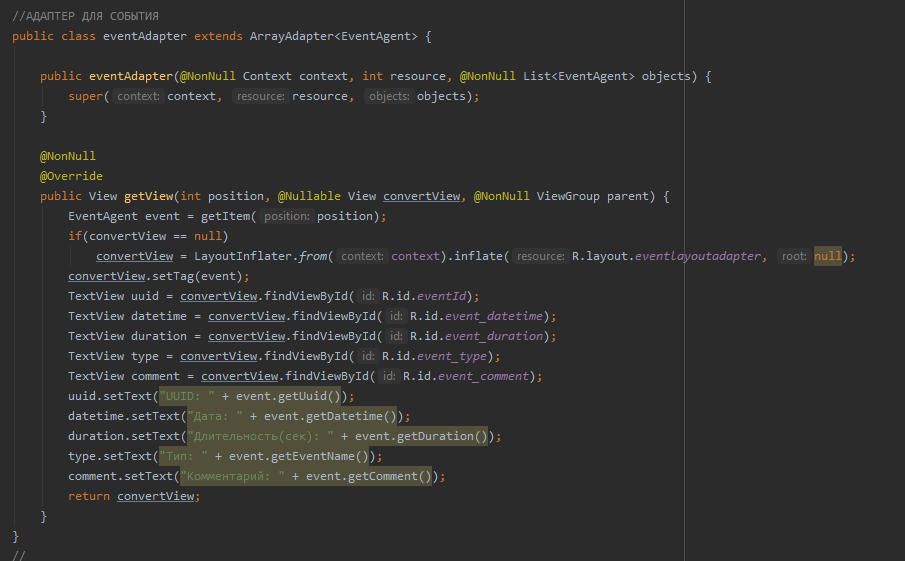 //АДАПТЕР ДЛЯ СОБЫТИЯ
public class eventAdapter extends ArrayAdapter<EventAgent> {
public eventAdapter(@NonNull Context context, int resource, @NonNull List<EventAgent> objects) {
super( context: context, resource: resource, objects: objects);
}
@NonNull
@Override
public View getView(int position, @Nullable View convertView, @NonNull ViewGroup parent) {
EventAgent event = getItem( position: position);
if(convertView == null)
convertView = LayoutInflater.from( context: context).inflate( resource: R.layout.eventlayoutadapter, root: null);
convertView.setTag(event);
TextView uuid = convertView.findViewById( id: R.id.eventId);
TextView datetime = convertView.findViewById( id: R.id.event_datetime);
TextView duration = convertView.findViewById( id: R.id.event_duration);
TextView type = convertView.findViewById( id: R.id.event_type);
TextView comment = convertView.findViewById( id: R.id.event_comment);
uuid.setText("UUID: " + event.getUuid());
datetime.setText("Дата: " + event.getDatetime());
duration.setText("Длительность(сек): " + event.getDuration());
type.setText("Тип: " + event.getEventName());
comment.setText("Комментарий: " + event.getComment());
return convertView;
}
}
//